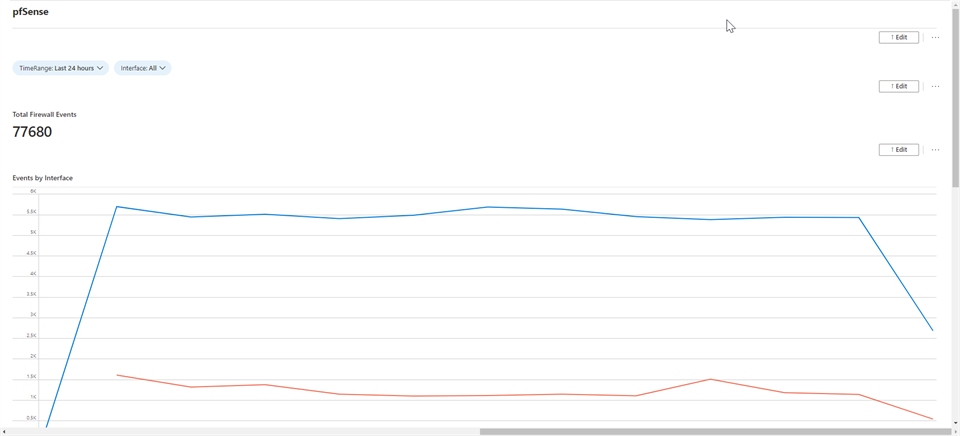 pfSense
↑ Edit
TimeRange: Last 24 hours
Interface: All
↑ Edit
Total Firewall Events
77680
↑ Edit
Events by Interface
6K
5.5K
5K
4.5K
4K
3.5K
3K
2.5K
2K
1.5K
1K
0.5K